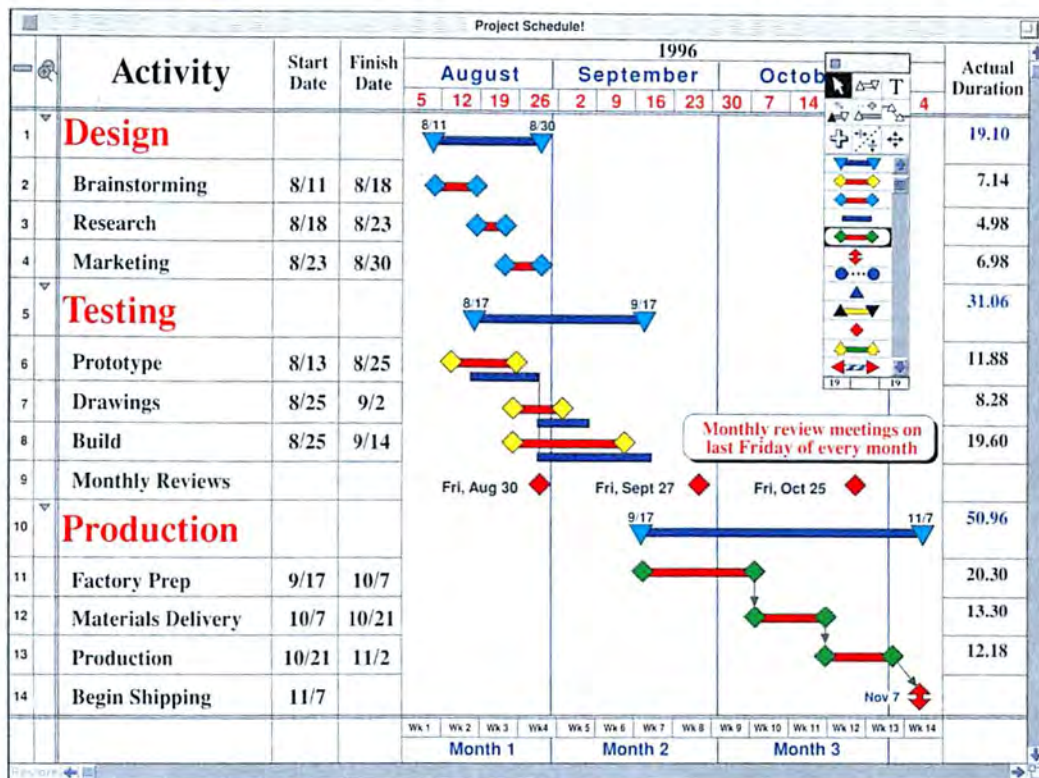 Project Schedule!
Activity Start Date Finish Date 1996 Actual Duration
August September Octob
5 12 19 26 2 9 16 23 30 7 14 4
T
1 Design 8/11 8/30 19.10
2 Brainstorming 8/11 8/18 7.14
3 Research 8/18 8/23 4.98
4 Marketing 8/23 8/30 6.98
5 Testing 8/17 9/17 31.06
6 Prototype 8/13 8/25 11.88
19 19
7 Drawings 8/25 9/2 8.28
8 Build 8/25 9/14 19.60
Monthly review meetings on
last Friday of every month
9 Monthly Reviews Fri, Aug 30 Fri, Sept 27 Fri, Oct 25
10 Production 9/17 11/7 50.96
11 Factory Prep 9/17 10/7 20.30
12 Materials Delivery 10/7 10/21 13.30
13 Production 10/21 11/2 12.18
14 Begin Shipping 11/7 Nov 7
Wk 1 Wk 2 Wk 3 Wk4 Wk 5 Wk 6 Wk 7 Wk 8 Wk 9 Wk 10 Wk 11 Wk 12 Wk 13 Wk 14
Month 1 Month 2 Month 3